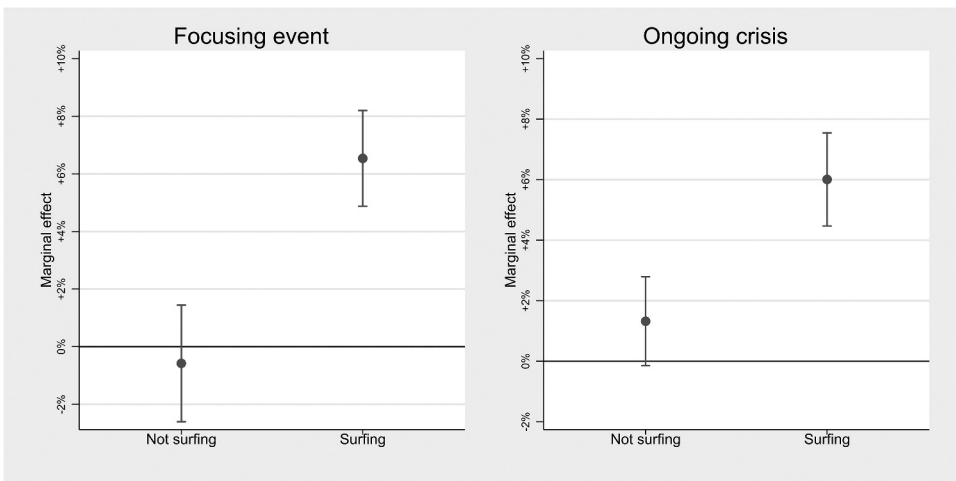 Focusing event
Marginal effect
+10%
+8%
+6%
+4%
+2%
0%
-2%
Not surfing
Surfing
Ongoing crisis
Marginal effect
+10%
+8%
+6%
+4%
+2%
0%
-2%
Not surfing
Surfing